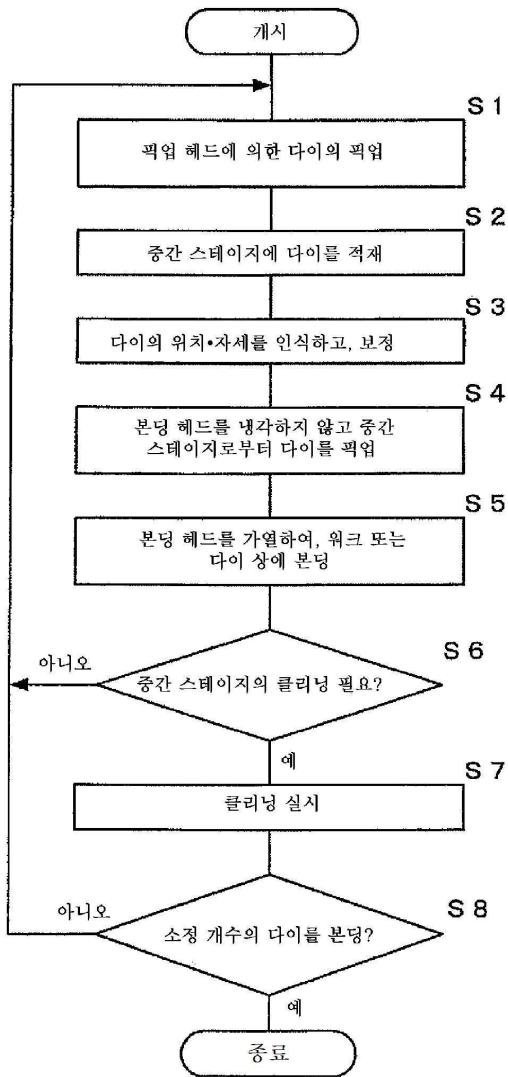 개시
S 1
픽업 헤드에 의한 다이의 픽업
S 2
중간 스테이지에 다이를 적재
S 3
다이의 위치•자세를 인식하고, 보정
S 4
본딩 헤드를 냉각하지 않고 중간
스테이지로부터 다이를 픽업
S 5
본딩 헤드를 가열하여, 워크 또는
다이 상에 본딩
S 6
아니오
중간 스테이지의 클리닝 필요?
예
S 7
클리닝 실시
S 8
아니오
소정 개수의 다이를 본딩?
예
종료